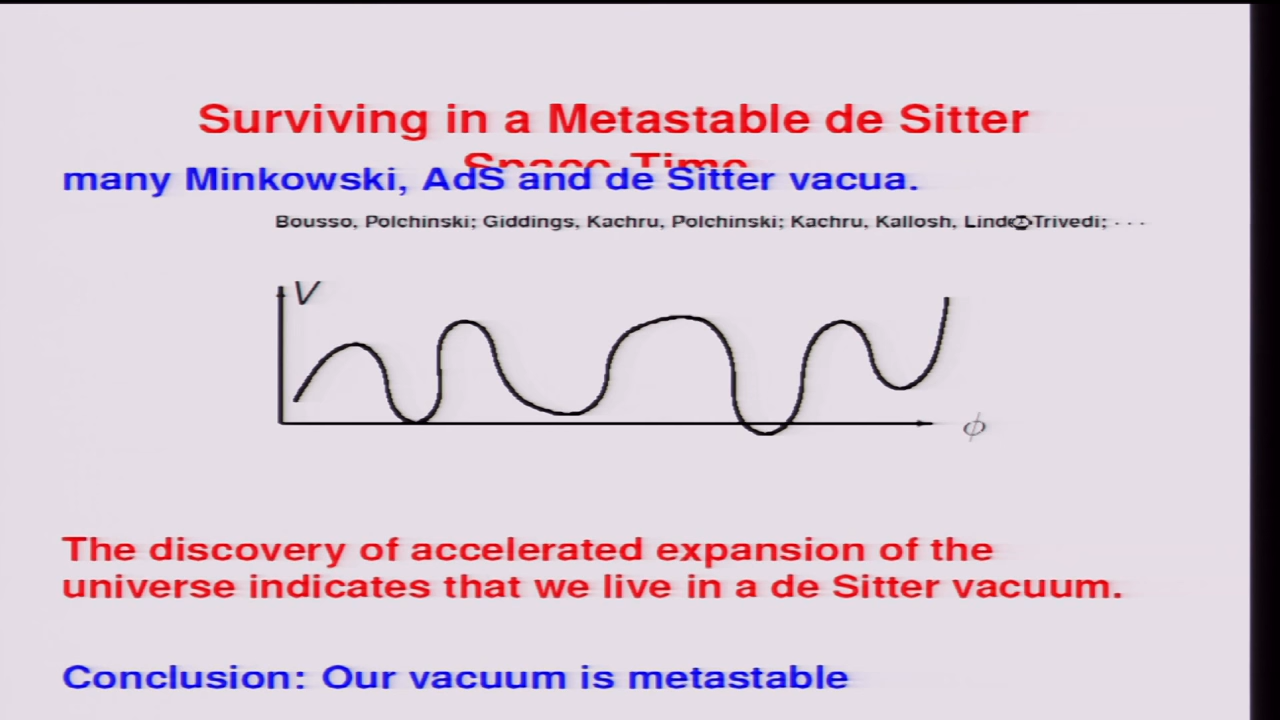 Surviving in a Metastable de Sitter
Space-Time
many Minkowski, AdS and de Sitter vacua.
Bousso, Polchinski; Giddings, Kachru, Polchinski; Kachru, Kallosh, Linde, Trivedi; · · ·
V
ϕ
The discovery of accelerated expansion of the
universe indicates that we live in a de Sitter vacuum.
Conclusion: Our vacuum is metastable